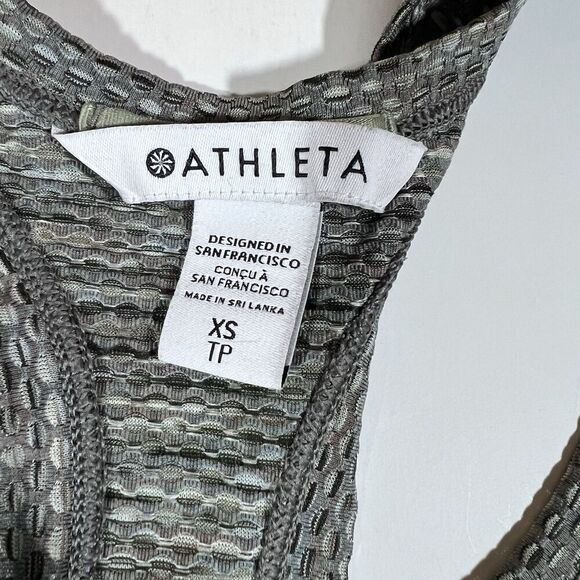 ATHLETA
DESIGNED IN
SAN FRANCISCO
CONÇU À
SAN FRANCISCO
MADE IN SRI LANKA
XS
TP